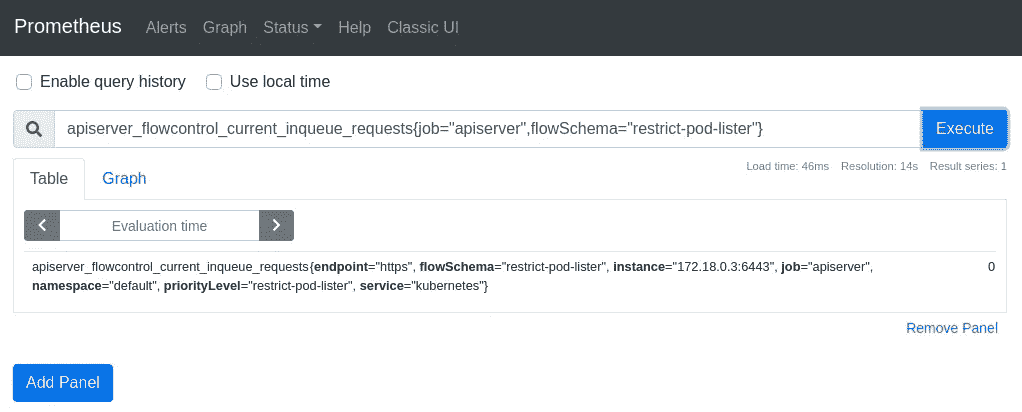 Prometheus Alerts Graph Status Help Classic UI
Enable query history Use local time
apiserver_flowcontrol_current_inqueue_requests{job="apiserver",flowSchema="restrict-pod-lister"} Execute
Load time: 46ms Resolution: 14s Result series: 1
Table Graph
Evaluation time
apiserver_flowcontrol_current_inqueue_requests{endpoint="https", flowSchema="restrict-pod-lister", instance="172.18.0.3:6443", job="apiserver", 0
namespace="default", priorityLevel="restrict-pod-lister", service="kubernetes"}
Remove Panel
Add Panel